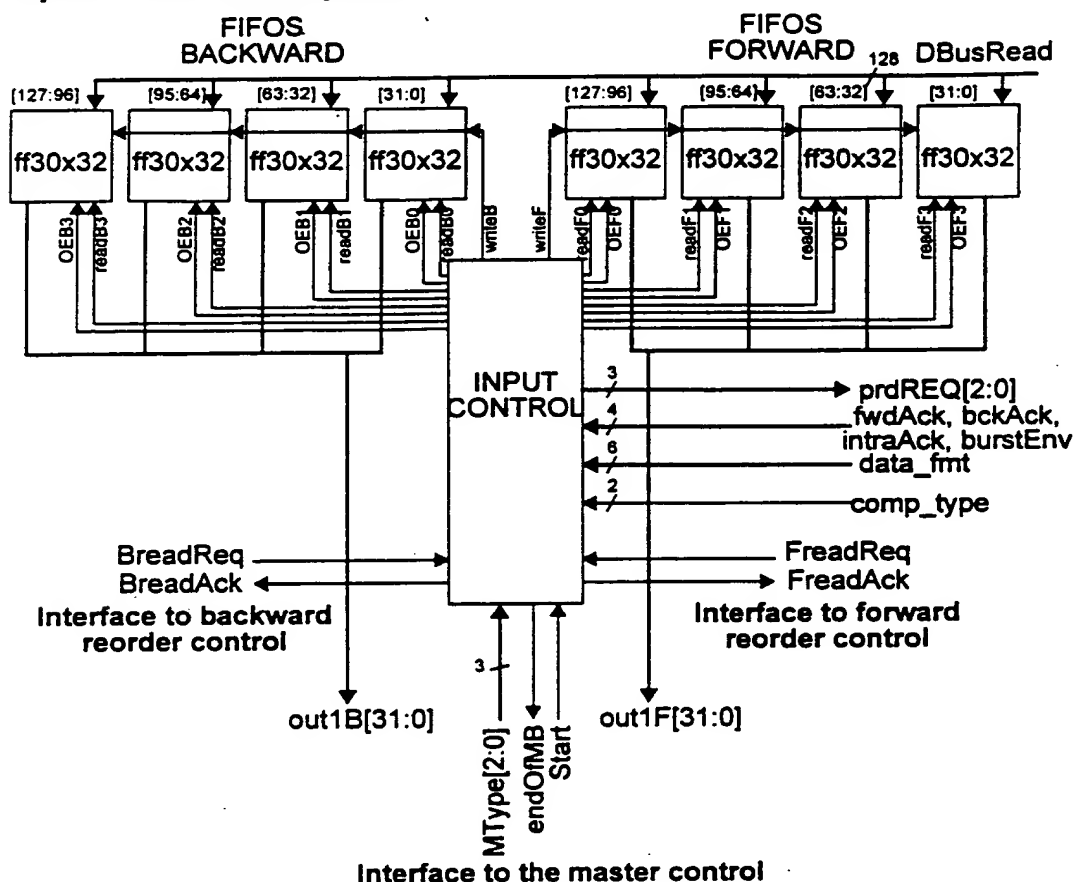 FIFOS
BACKWARD
FIFOS
FORWARD
128
DBusRead
[127:96]
[95:64]
[63:32]
[31:0]
[127:96]
[95:64]
[63:32]
[31:0]
ff30x32
ff30x32
ff30x32
ff30x32
ff30x32
ff30x32
ff30x32
ff30x32
OEB3
readB3
OEB2
readB2
OEB1
readB1
OEB0
readB0
writeB
writeF
readF0
OEF0
readF1
OEF1
readF2
OEF2
readF3
OEF3
INPUT
CONTROL
3
prdREQ[2:0]
4
fwdAck, bckAck,
intraAck, burstEnv
6
data_fmt
2
comp_type
BreadReq
BreadAck
Interface to backward
reorder control
FreadReq
FreadAck
Interface to forward
reorder control
3
out1B[31:0]
out1F[31:0]
MType[2:0]
endOfMB
Start
Interface to the master control